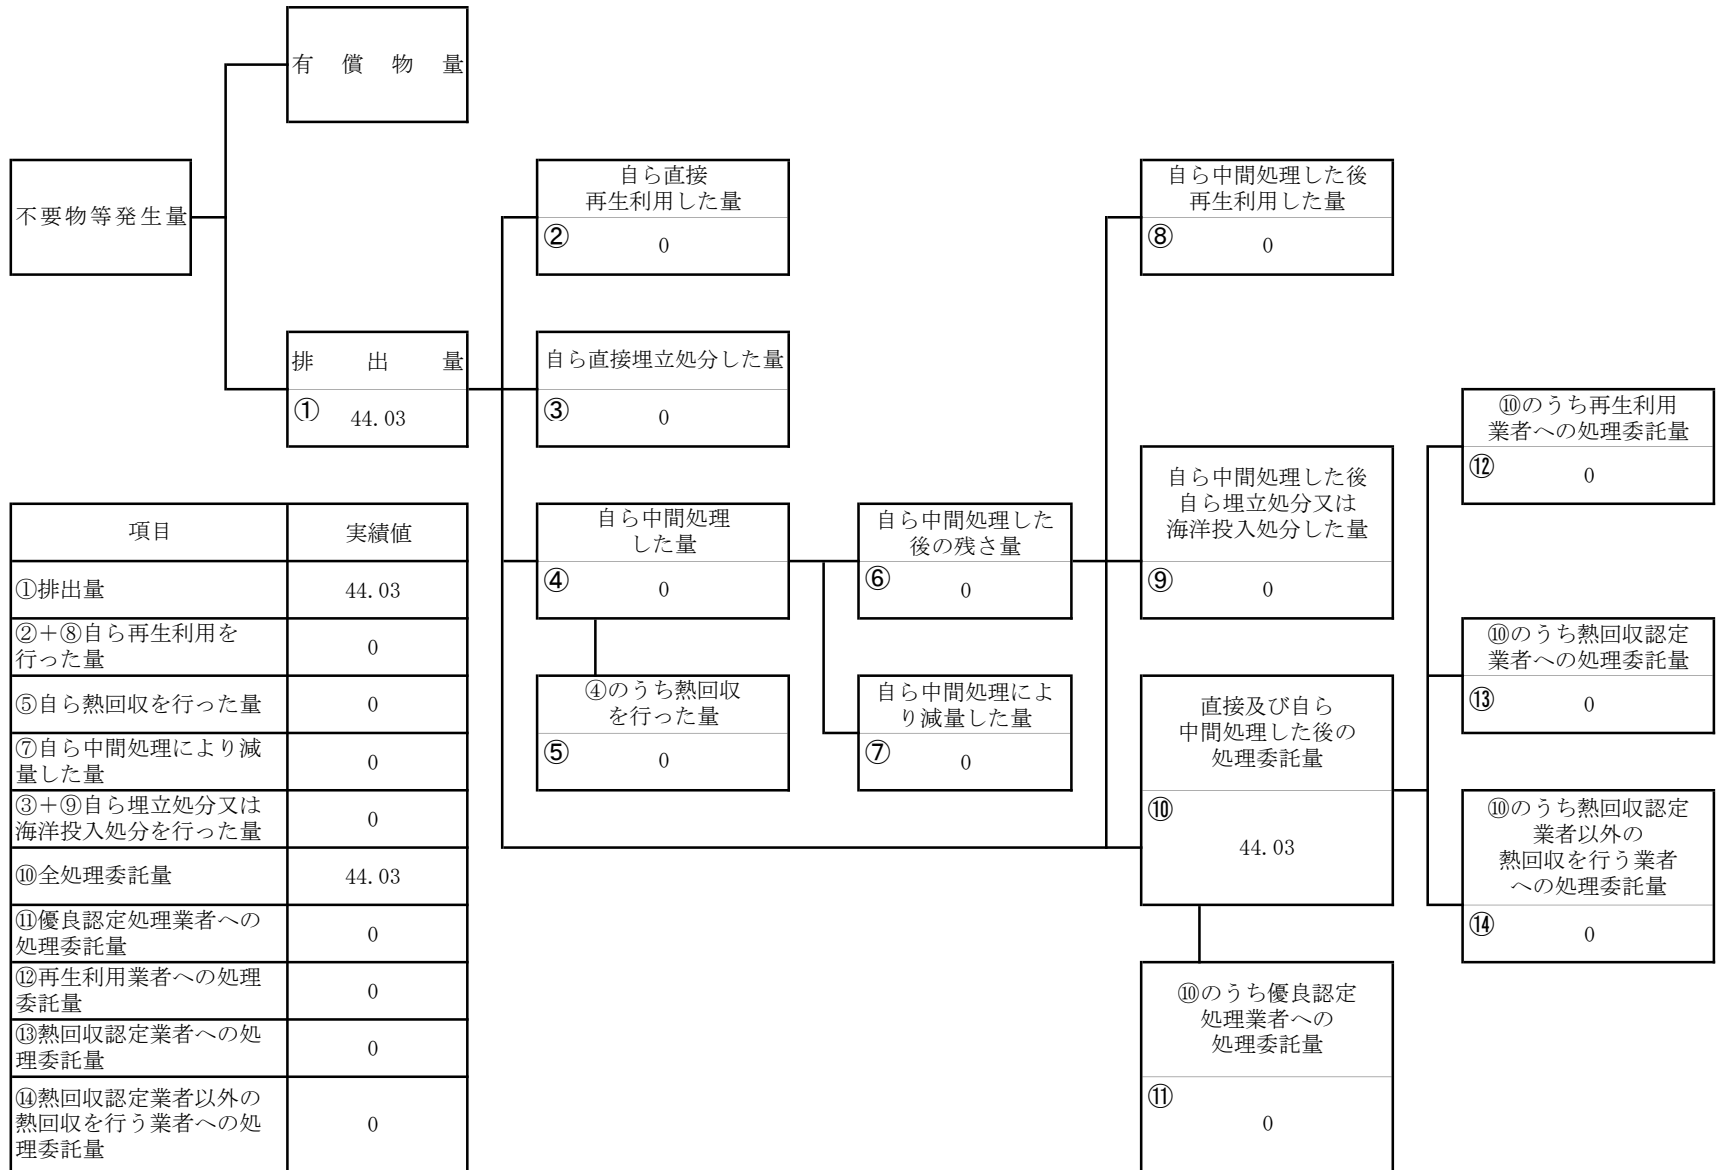 有償物量
不要物等発生量
排出量
①
44.03
自ら直接
再生利用した量
②
0
自ら直接埋立処分した量
③
0
自ら中間処理
した量
④
0
④のうち熱回収
を行った量
⑤
0
自ら中間処理した
後の残さ量
⑥
0
自ら中間処理によ
り減量した量
⑦
0
自ら中間処理した後
再生利用した量
⑧
0
自ら中間処理した後
自ら埋立処分又は
海洋投入処分した量
⑨
0
直接及び自ら
中間処理した後の
処理委託量
⑩
44.03
⑩のうち優良認定
処理業者への
処理委託量
⑪
0
⑩のうち再生利用
業者への処理委託量
⑫
0
⑩のうち熱回収認定
業者への処理委託量
⑬
0
⑩のうち熱回収認定
業者以外の
熱回収を行う業者
への処理委託量
⑭
0
項目 実績値
①排出量 44.03
②+⑧自ら再生利用を
行った量 0
⑤自ら熱回収を行った量 0
⑦自ら中間処理により減
量した量 0
③+⑨自ら埋立処分又は
海洋投入処分を行った量 0
⑩全処理委託量 44.03
⑪優良認定処理業者への
処理委託量 0
⑫再生利用業者への処理
委託量 0
⑬熱回収認定業者への処
理委託量 0
⑭熱回収認定業者以外の
熱回収を行う業者への処
理委託量 0